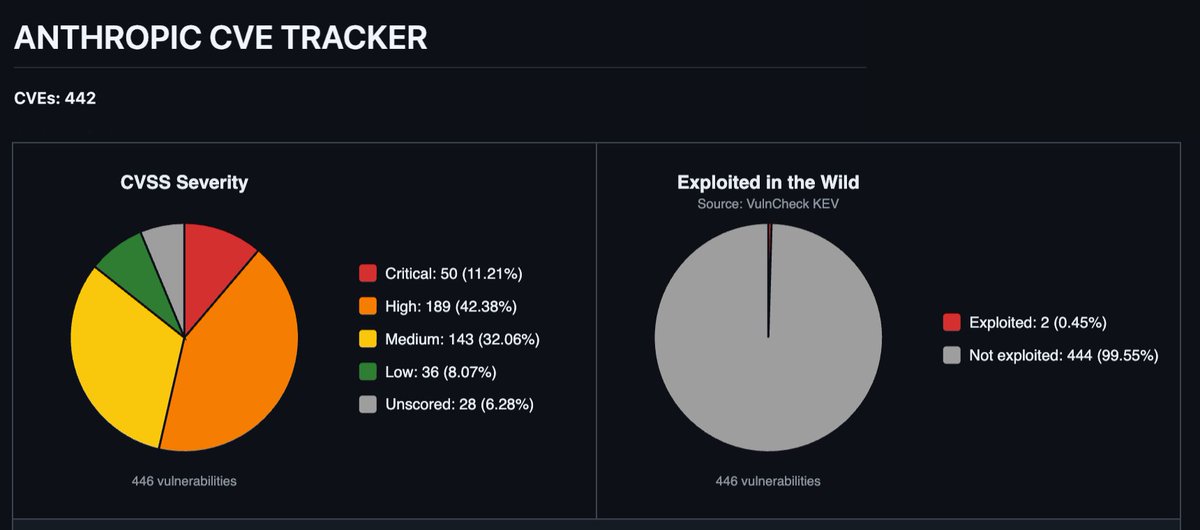 ANTHROPIC CVE TRACKER
CVEs: 442
CVSS Severity
Critical: 50 (11.21%)
High: 189 (42.38%)
Medium: 143 (32.06%)
Low: 36 (8.07%)
Unscored: 28 (6.28%)
446 vulnerabilities
Exploited in the Wild
Source: VulnCheck KEV
Exploited: 2 (0.45%)
Not exploited: 444 (99.55%)
446 vulnerabilities